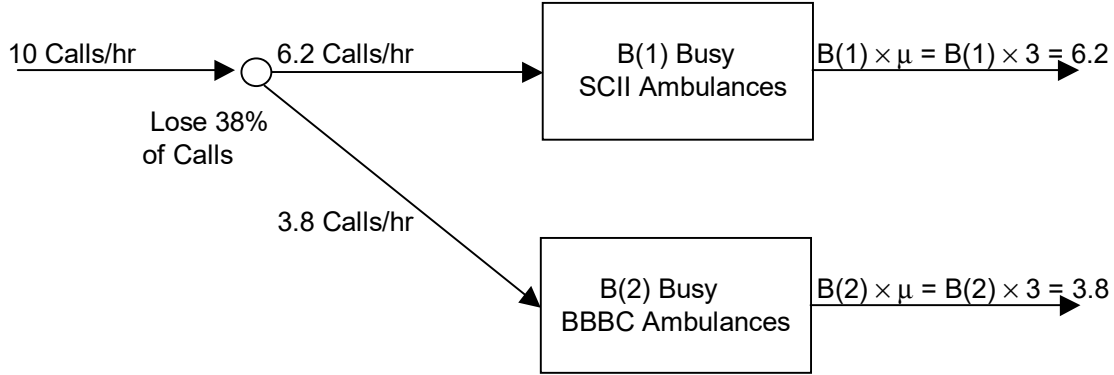 10 Calls/hr
6.2 Calls/hr
B(1) Busy
SCII Ambulances
B(1) × μ = B(1) × 3 = 6.2
Lose 38%
of Calls
3.8 Calls/hr
B(2) Busy
BBBC Ambulances
B(2) × μ = B(2) × 3 = 3.8